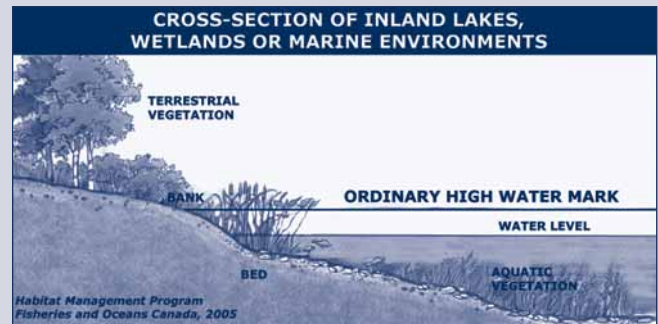 CROSS-SECTION OF INLAND LAKES,
WETLANDS OR MARINE ENVIRONMENTS
TERRESTRIAL
VEGETATION
BANK
ORDINARY HIGH WATER MARK
WATER LEVEL
BED
AQUATIC
VEGETATION
Habitat Management Program
Fisheries and Oceans Canada, 2005